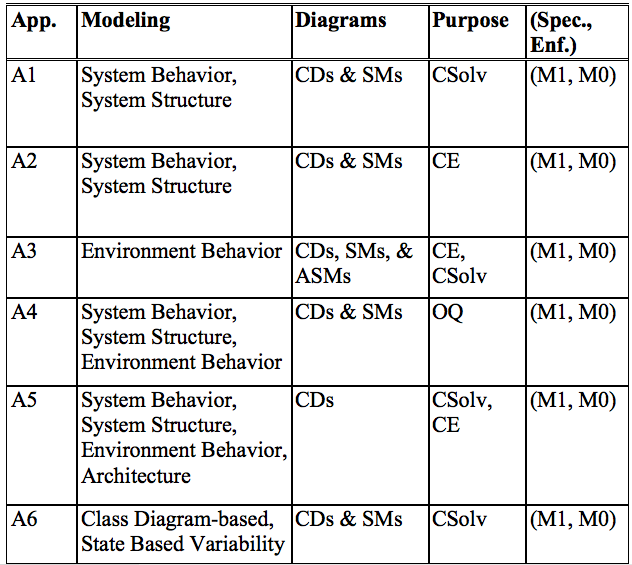 App. Modeling Diagrams Purpose (Spec.,
Enf.)
A1 System Behavior, CDs & SMs CSolv (M1, M0)
System Structure
A2 System Behavior, CDs & SMs CE (M1, M0)
System Structure
A3 Environment Behavior CDs, SMs, & CE, (M1, M0)
ASMs CSolv
A4 System Behavior, CDs & SMs OQ (M1, M0)
System Structure,
Environment Behavior
A5 System Behavior, CDs CSolv, (M1, M0)
System Structure, CE
Environment Behavior,
Architecture
A6 Class Diagram-based, CDs & SMs CSolv (M1, M0)
State Based Variability